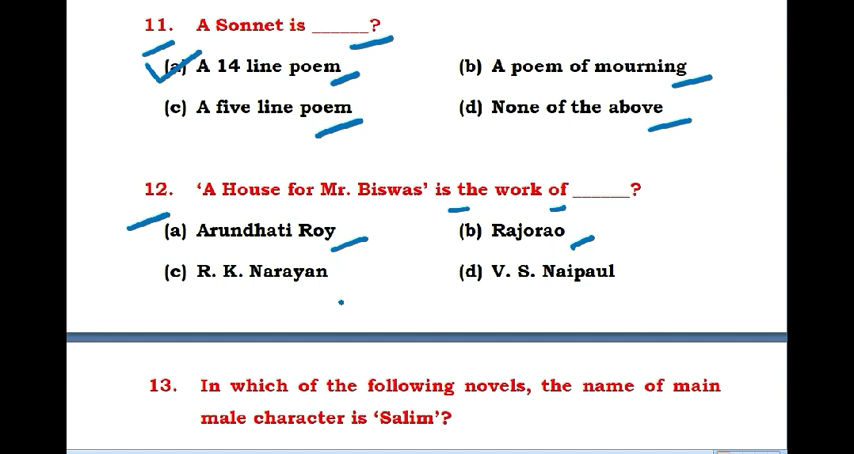 11. A Sonnet is ______?
(a) A 14 line poem (b) A poem of mourning
(c) A five line poem (d) None of the above
12. ‘A House for Mr. Biswas’ is the work of ______?
(a) Arundhati Roy (b) Rajorao
(c) R. K. Narayan (d) V. S. Naipaul
13. In which of the following novels, the name of main
male character is ‘Salim’?